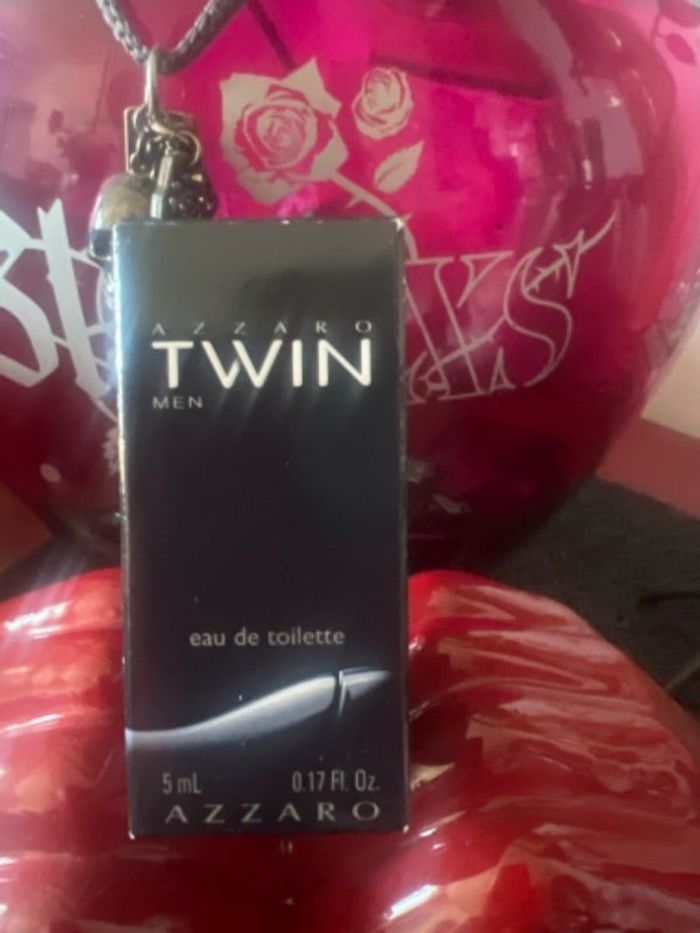 AZZARO
TWIN
MEN
eau de toilette
5 mL 0.17 Fl. Oz.
AZZARO